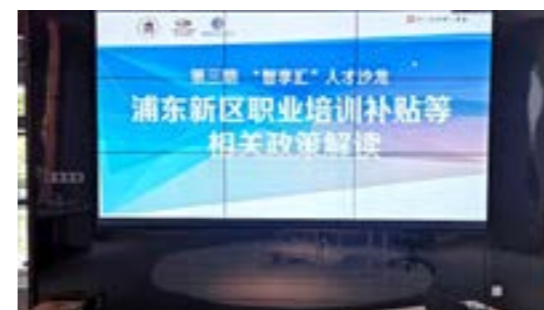 第三期 “智享汇”人才沙龙
浦东新区职业培训补贴等
相关政策解读